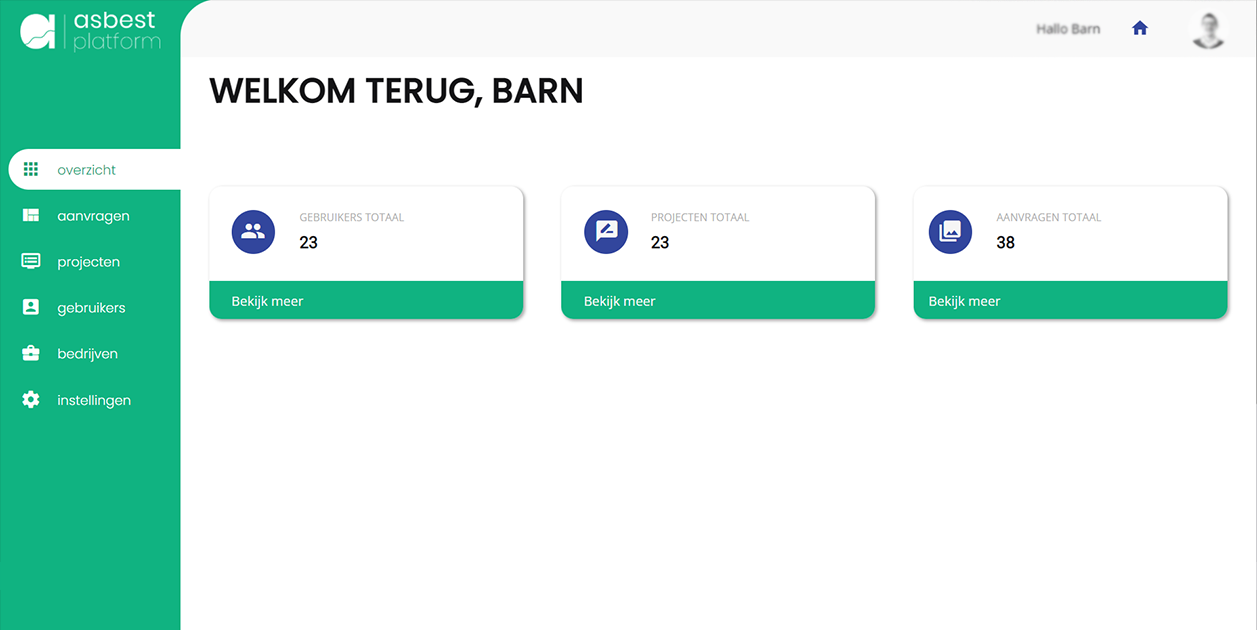 asbest
platform
Hallo Barn
WELKOM TERUG, BARN
overzicht
aanvragen
projecten
gebruikers
bedrijven
instellingen
GEBRUIKERS TOTAAL
23
Bekijk meer
PROJECTEN TOTAAL
23
Bekijk meer
AANVRAGEN TOTAAL
38
Bekijk meer